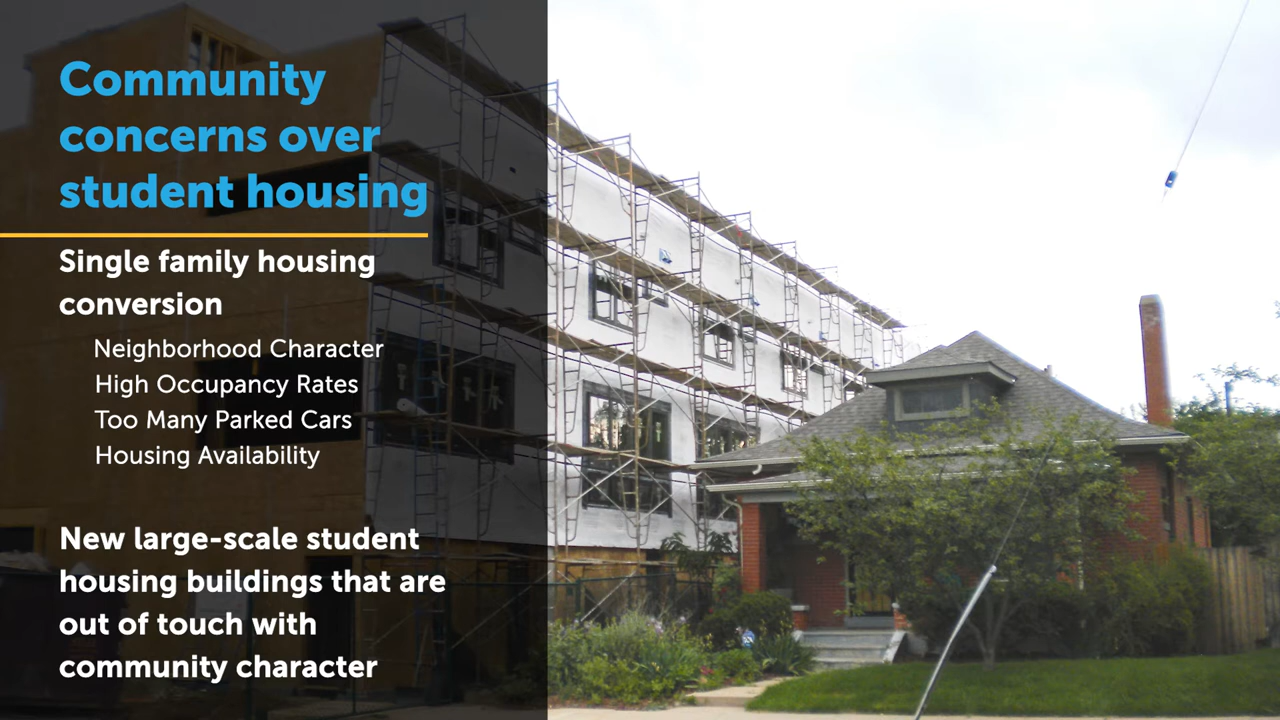 Community
concerns over
student housing
Single family housing
conversion
Neighborhood Character
High Occupancy Rates
Too Many Parked Cars
Housing Availability
New large-scale student
housing buildings that are
out of touch with
community character